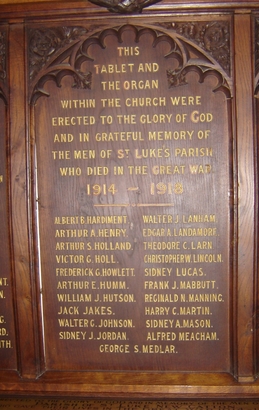 THIS
TABLET AND
THE ORGAN
WITHIN THE CHURCH WERE
ERECTED TO THE GLORY OF GOD
AND IN GRATEFUL MEMORY OF
THE MEN OF ST LUKES PARISH
WHO DIED IN THE GREAT WAR
1914 - 1918
ALBERT B. HARDIMENT. WALTER J. LANHAM.
ARTHUR A. HENRY. EDGAR A. LANDAMORE.
ARTHUR S. HOLLAND. THEODORE C. LARN.
VICTOR G. HOLL. CHRISTOPHER W. LINCOLN.
FREDERICK G. HOWLETT. SIDNEY LUCAS.
ARTHUR E. HUMM. FRANK J. MABBUTT.
WILLIAM J. HUTSON. REGINALD N. MANNING.
JACK JAKES. HARRY C. MARTIN.
WALTER G. JOHNSON. SIDNEY A. MASON.
SIDNEY J. JORDAN. ALFRED MEACHAM.
GEORGE S. MEDLAR.